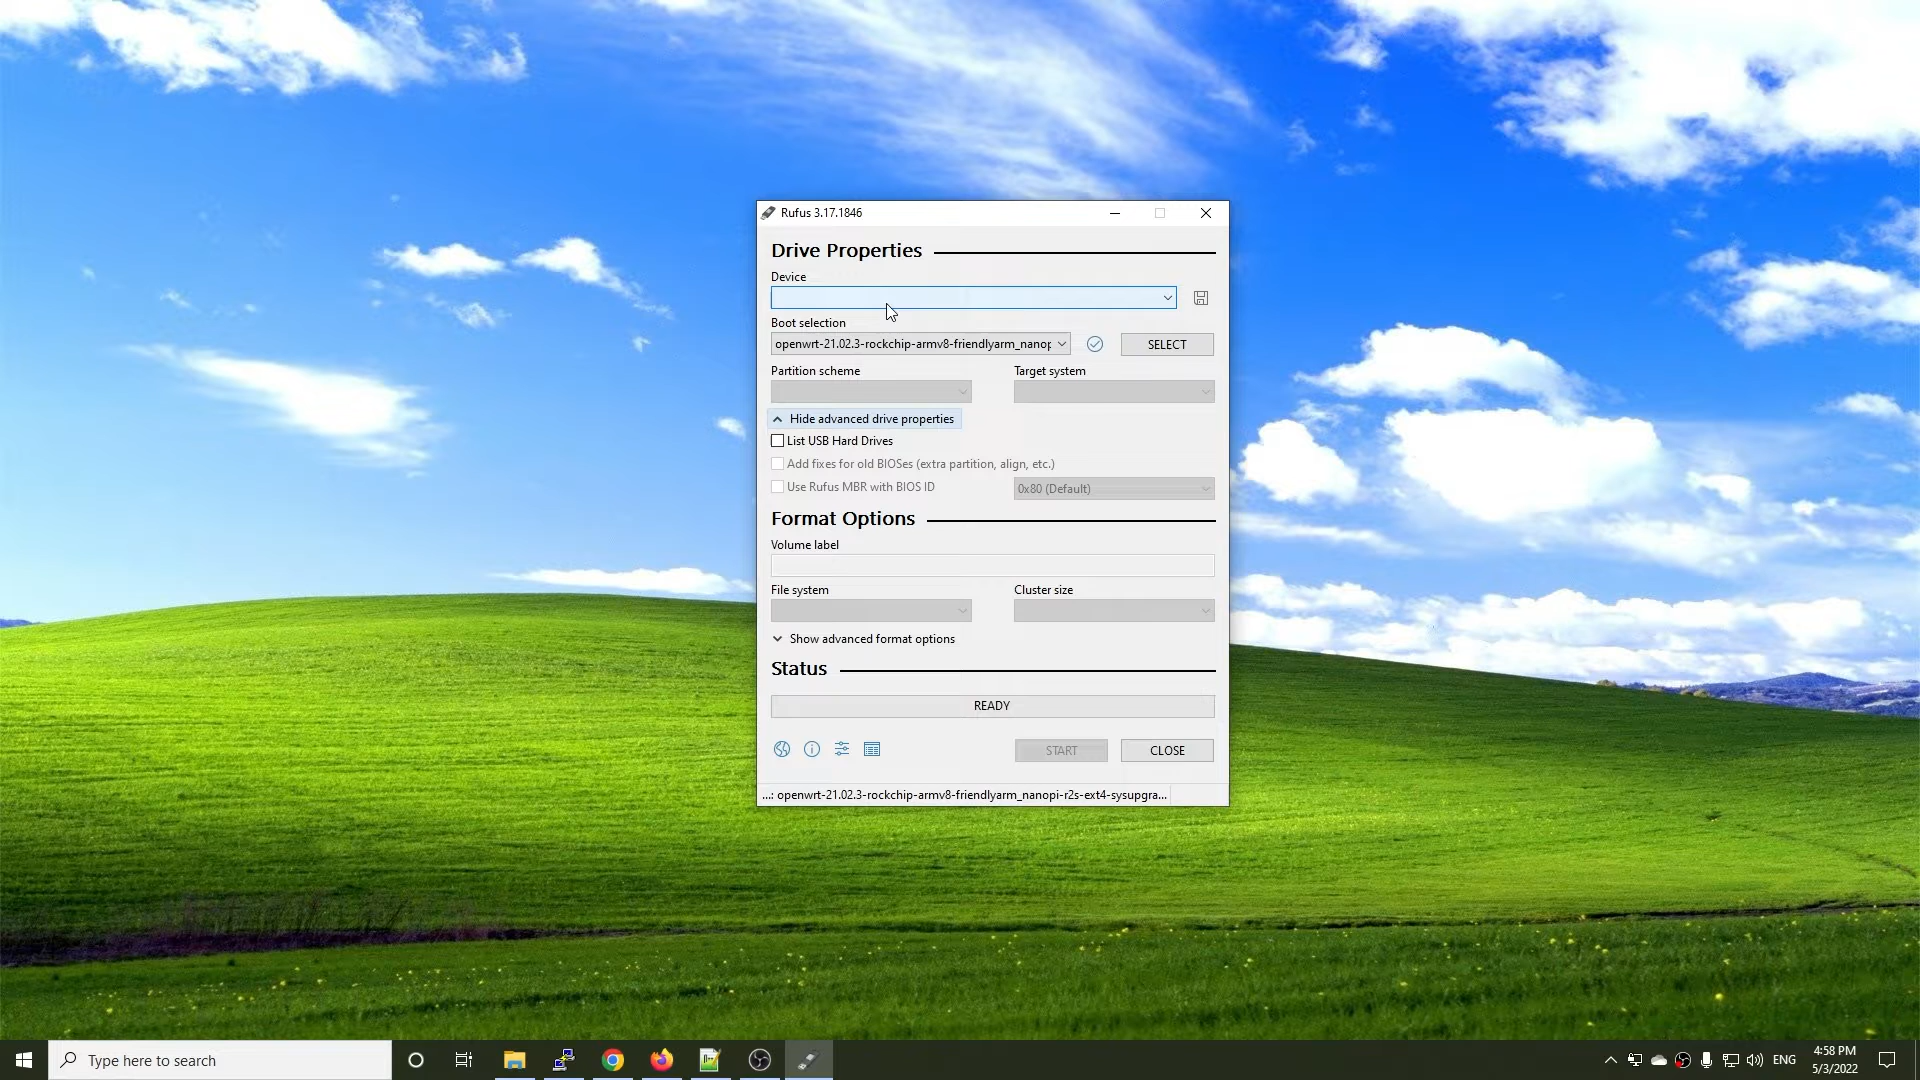 Rufus 3.17.1846
Drive Properties
Device
Boot selection
openwrt-21.02.3-rockchip-armv8-friendlyarm_nanop
SELECT
Partition scheme
Target system
Hide advanced drive properties
List USB Hard Drives
Add fixes for old BIOSes (extra partition, align, etc.)
Use Rufus MBR with BIOS ID
0x80 (Default)
Format Options
Volume label
File system
Cluster size
Show advanced format options
Status
READY
START
CLOSE
...: openwrt-21.02.3-rockchip-armv8-friendlyarm_nanopi-r2s-ext4-sysupgra...
Type here to search
ENG
4:58 PM
5/3/2022